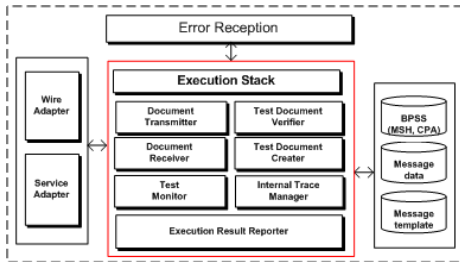 Error Reception
Wire
Adapter
Service
Adapter
Execution Stack
Document
Transmitter
Test Document
Verifier
Document
Receiver
Test Document
Creater
Test
Monitor
Internal Trace
Manager
Execution Result Reporter
BPSS
(MSH, CPA)
Message
data
Message
template